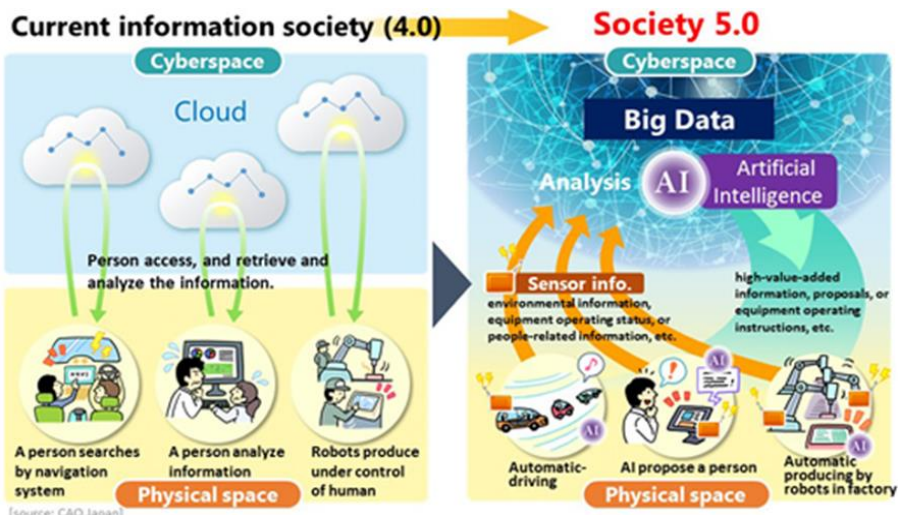 Current information society (4.0)
Society 5.0
Cyberspace
Cloud
Person access, and retrieve and
analyze the information.
A person searches
by navigation
system
A person analyze
information
Robots produce
under control
of human
Physical space
[source: CAO Japan]
Cyberspace
Big Data
Analysis
AI
Artificial
Intelligence
Sensor info.
environmental information,
equipment operating status, or
people-related information, etc.
high-value-added
information, proposals, or
equipment operating
instructions, etc.
AI
AI
AI
Automatic-
driving
AI propose a person
Automatic
producing by
robots in factory
Physical space